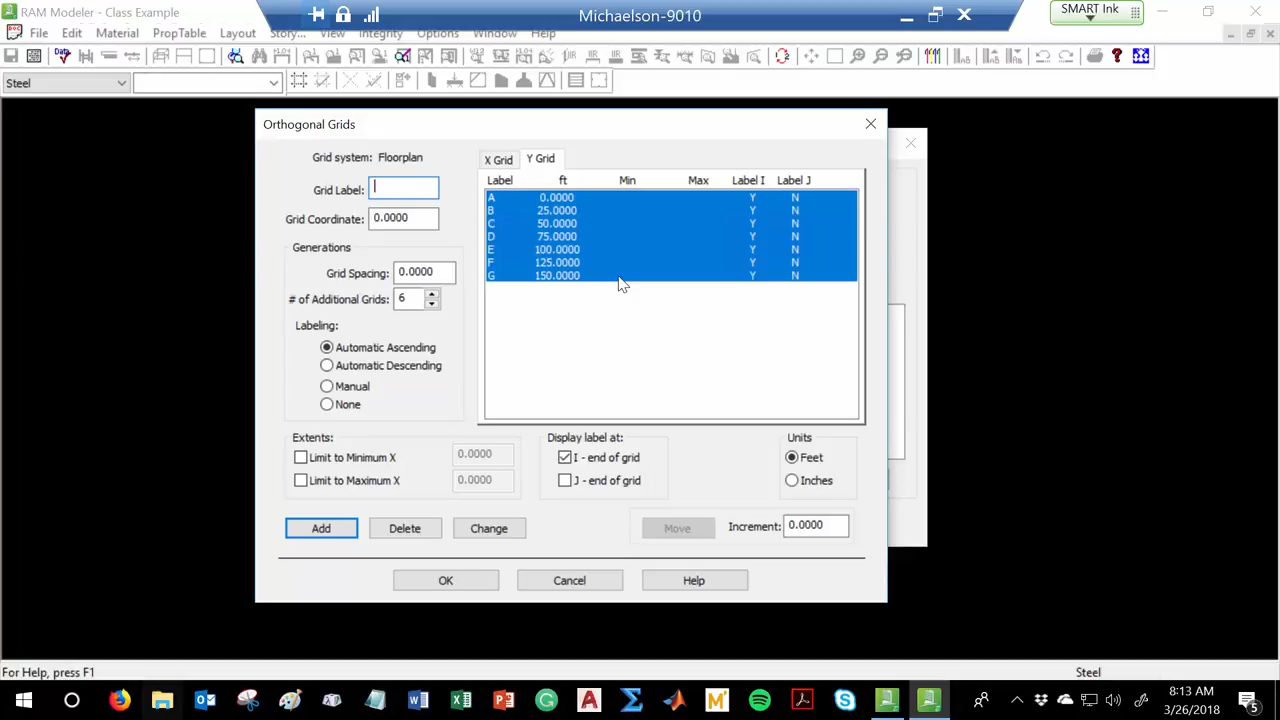 RAM Modeler - Class Example
Michaelson-9010
SMART Ink
File Edit Material PropTable Layout Story... View Integrity Options Window Help
Steel
Orthogonal Grids
Grid system: Floorplan
Grid Label:
Grid Coordinate: 0.0000
Generations
Grid Spacing: 0.0000
# of Additional Grids: 6
Labeling:
Automatic Ascending
Automatic Descending
Manual
None
X Grid Y Grid
Label ft Min Max Label I Label J
A 0.0000 Y N
B 25.0000 Y N
C 50.0000 Y N
D 75.0000 Y N
E 100.0000 Y N
F 125.0000 Y N
G 150.0000 Y N
Extents:
Limit to Minimum X 0.0000
Limit to Maximum X 0.0000
Display label at:
I - end of grid
J - end of grid
Units
Feet
Inches
Add Delete Change Move Increment: 0.0000
OK Cancel Help
For Help, press F1 Steel
8:13 AM
3/26/2018
5